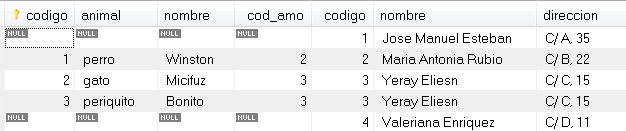 codigo animal nombre cod_amo codigo nombre direccion
NULL NULL NULL NULL 1 Jose Manuel Esteban C/ A, 35
1 perro Winston 2 2 Maria Antonia Rubio C/ B, 22
2 gato Micifuz 3 3 Yeray Eliesn C/ C, 15
3 periquito Bonito 3 3 Yeray Eliesn C/ C, 15
NULL NULL NULL NULL 4 Valeriana Enriquez C/ D, 11